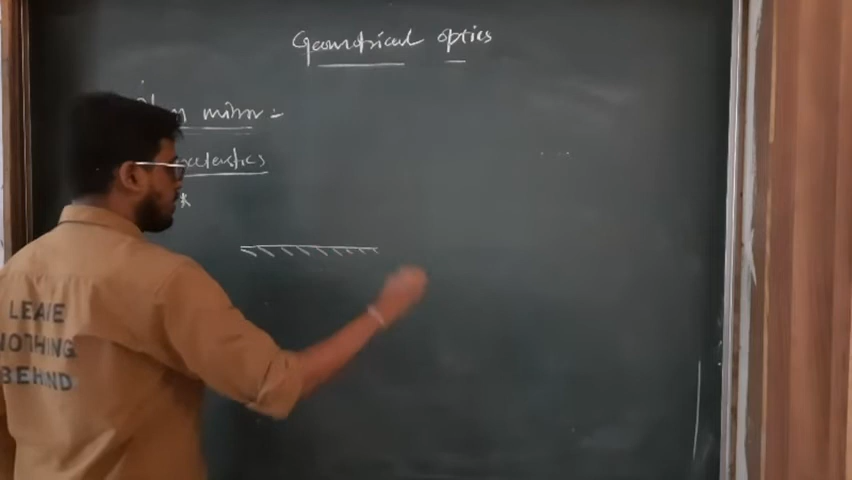 Geometrical optics
mirror :-
*
LEAVE
NOTHING
BEHIND